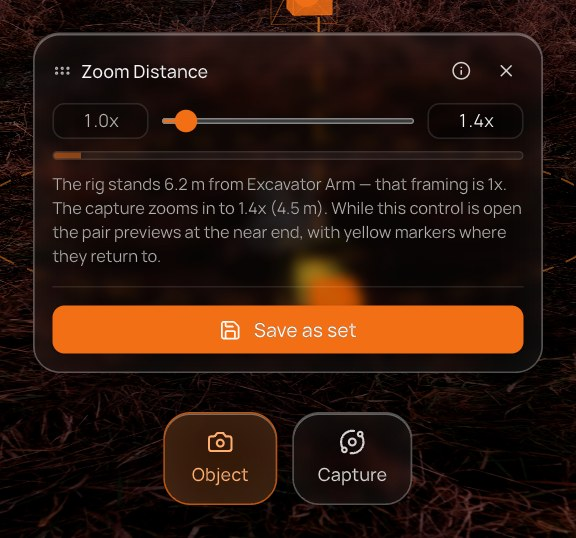 Zoom Distance
1.0x
1.4x
The rig stands 6.2 m from Excavator Arm — that framing is 1x.
The capture zooms in to 1.4x (4.5 m). While this control is open
the pair previews at the near end, with yellow markers where
they return to.
Save as set
Object
Capture